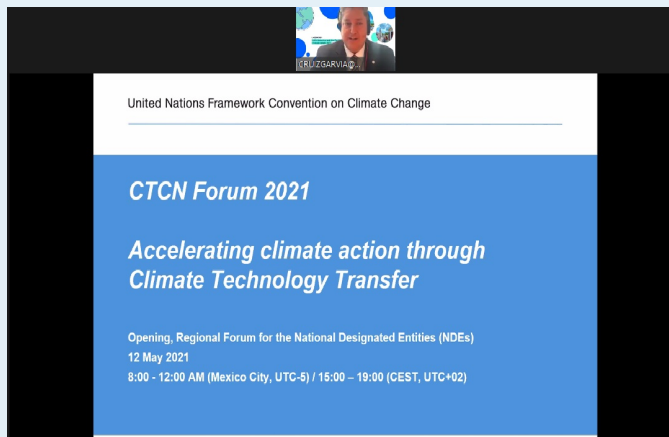 CRUIZGARVIA@...
United Nations Framework Convention on Climate Change
CTCN Forum 2021
Accelerating climate action through
Climate Technology Transfer
Opening, Regional Forum for the National Designated Entities (NDEs)
12 May 2021
8:00 - 12:00 AM (Mexico City, UTC-5) / 15:00 – 19:00 (CEST, UTC+02)